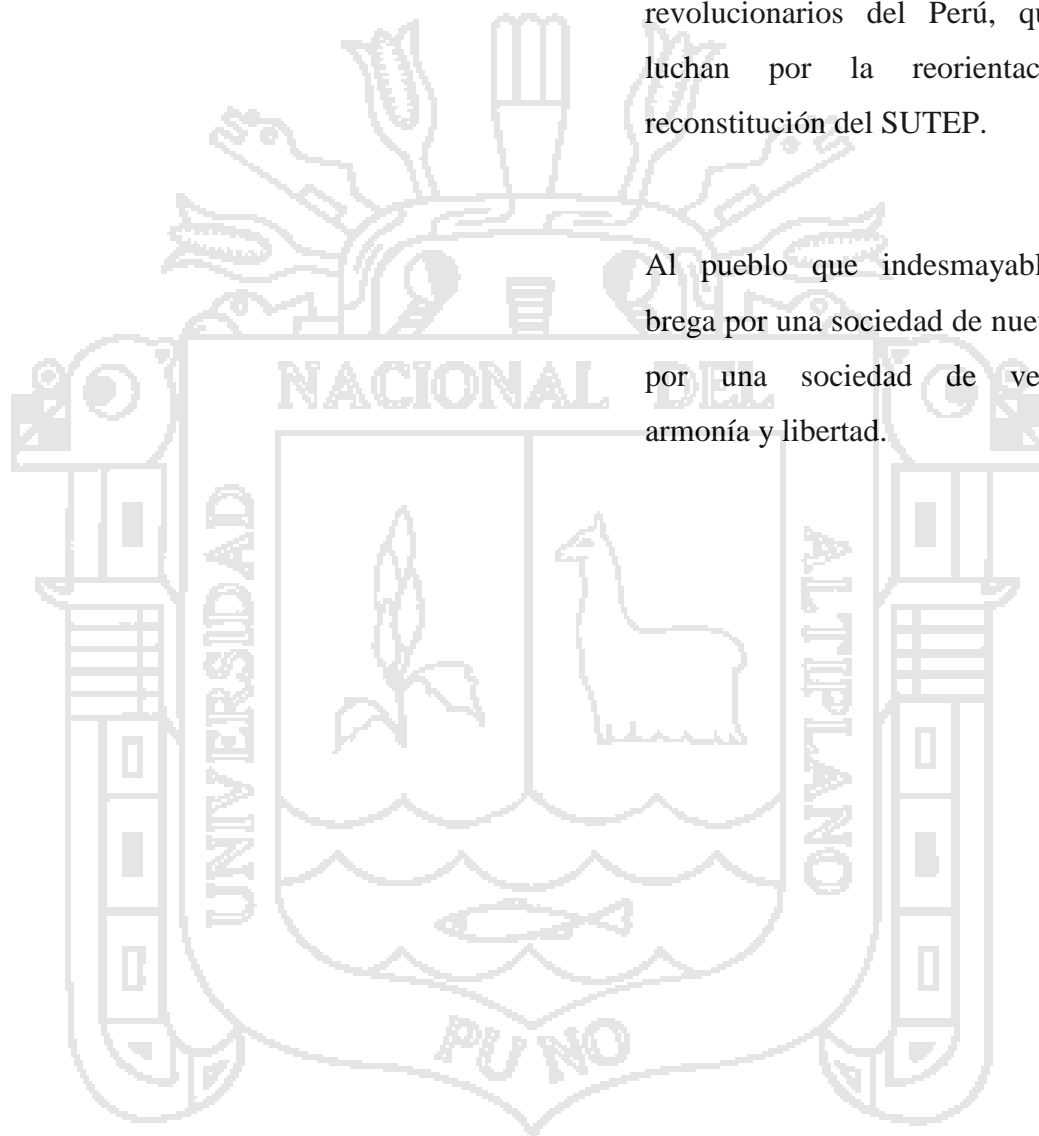 revolucionarios del Perú, qu
luchan por la reorientac
reconstitución del SUTEP.
Al pueblo que indesmayabl
brega por una sociedad de nue
por una sociedad de ve
armonía y libertad.
NACIONAL DEL
UNIVERSIDAD
ALTIPLANO
PUNO